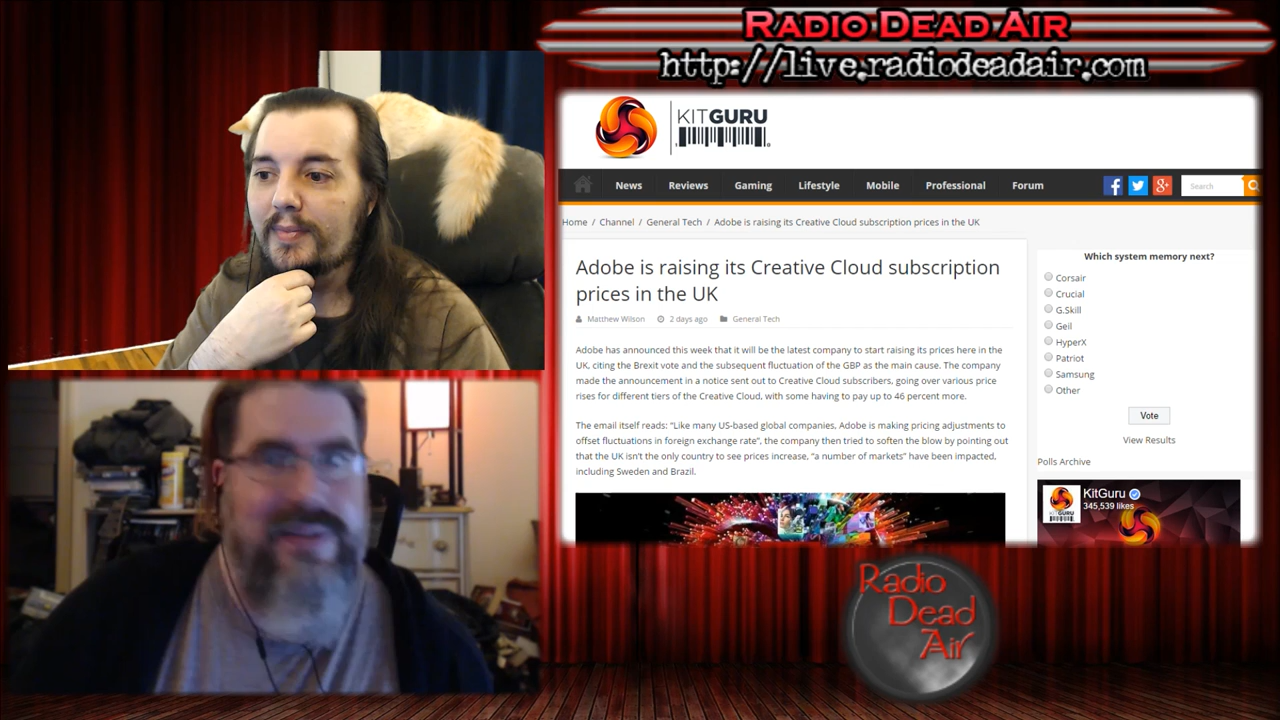 RADIO DEAD AIR
http://live.radiodeadair.com
KITGURU
News Reviews Gaming Lifestyle Mobile Professional Forum Search
Home / Channel / General Tech / Adobe is raising its Creative Cloud subscription prices in the UK
Adobe is raising its Creative Cloud subscription
prices in the UK
Matthew Wilson 2 days ago General Tech
Adobe has announced this week that it will be the latest company to start raising its prices here in the
UK, citing the Brexit vote and the subsequent fluctuation of the GBP as the main cause. The company
made the announcement in a notice sent out to Creative Cloud subscribers, going over various price
rises for different tiers of the Creative Cloud, with some having to pay up to 46 percent more.
The email itself reads: “Like many US-based global companies, Adobe is making pricing adjustments to
offset fluctuations in foreign exchange rate”, the company then tried to soften the blow by pointing out
that the UK isn’t the only country to see prices increase, “a number of markets” have been impacted,
including Sweden and Brazil.
Which system memory next?
Corsair
Crucial
G.Skill
Geil
HyperX
Patriot
Samsung
Other
Vote
View Results
Polls Archive
KitGuru
345,539 likes
Radio
Dead
Air